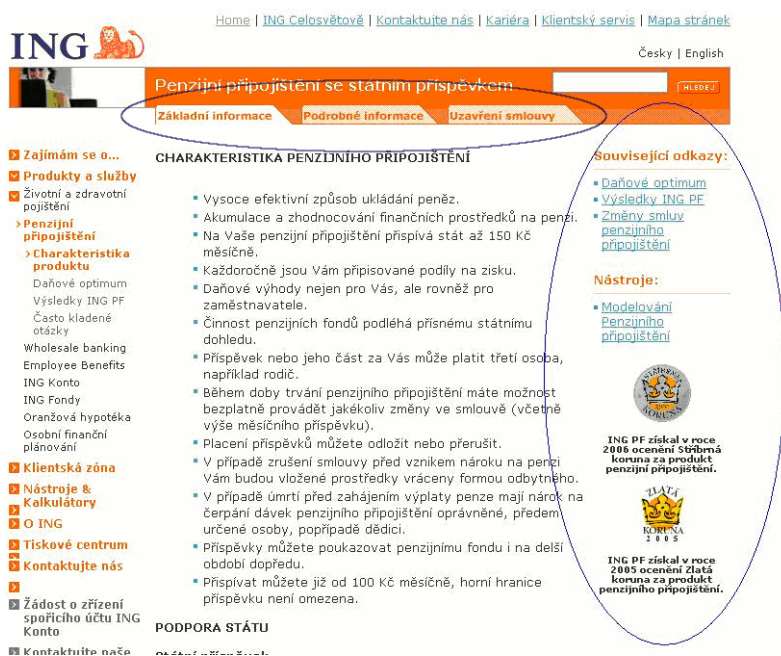 Home | ING Celosvětově | Kontaktujte nás | Kariéra | Klientský servis | Mapa stránek
ING
Česky | English
Penzijní připojištění se státním příspěvkem
HLEDEJ
Základní informace
Podrobné informace
Uzavření smlouvy
Zajímám se o...
Produkty a služby
Životní a zdravotní
pojištění
Penzijní
připojištění
Charakteristika
produktu
Daňové optimum
Výsledky ING PF
Často kladené
otázky
Wholesale banking
Employee Benefits
ING Konto
ING Fondy
Oranžová hypotéka
Osobní finanční
plánování
Klientská zóna
Nástroje &
Kalkulátory
O ING
Tiskové centrum
Kontaktujte nás
Žádost o zřízení
spořicího účtu ING
Konto
Kontaktujte naše
CHARAKTERISTIKA PENZIJNÍHO PŘIPOJIŠTĚNÍ
Vysoce efektivní způsob ukládání peněz.
Akumulace a zhodnocování finančních prostředků na penzi.
Na Vaše penzijní připojištění přispívá stát až 150 Kč
měsíčně.
Každoročně jsou Vám připisované podíly na zisku.
Daňové výhody nejen pro Vás, ale rovněž pro
zaměstnavatele.
Činnost penzijních fondů podléhá přísnému státnímu
dohledu.
Příspěvek nebo jeho část za Vás může platit třetí osoba,
například rodič.
Během doby trvání penzijního připojištění máte možnost
bezplatně provádět jakékoliv změny ve smlouvě (včetně
výše měsíčního příspěvku).
Placení příspěvků můžete odložit nebo přerušit.
V případě zrušení smlouvy před vznikem nároku na penzi
Vám budou vložené prostředky vráceny formou odbytného.
V případě úmrtí před zahájením výplaty penze mají nárok na
čerpání dávek penzijního připojištění oprávněné, předem
určené osoby, popřípadě dědici.
Příspěvky můžete poukazovat penzijnímu fondu i na delší
období dopředu.
Přispívat můžete již od 100 Kč měsíčně, horní hranice
příspěvku není omezena.
PODPORA STÁTU
Státní příspěvek
Související odkazy:
Daňové optimum
Výsledky ING PF
Změny smluv
penzijního
připojištění
Nástroje:
Modelování
Penzijního
připojištění
STŘÍBRNÁ
KORUNA
ING PF získal v roce
2006 ocenění Stříbrná
koruna za produkt
penzijní připojištění.
ZLATÁ
KORUNA
2005
ING PF získal v roce
2005 ocenění Zlatá
koruna za produkt
penzijního připojištění.